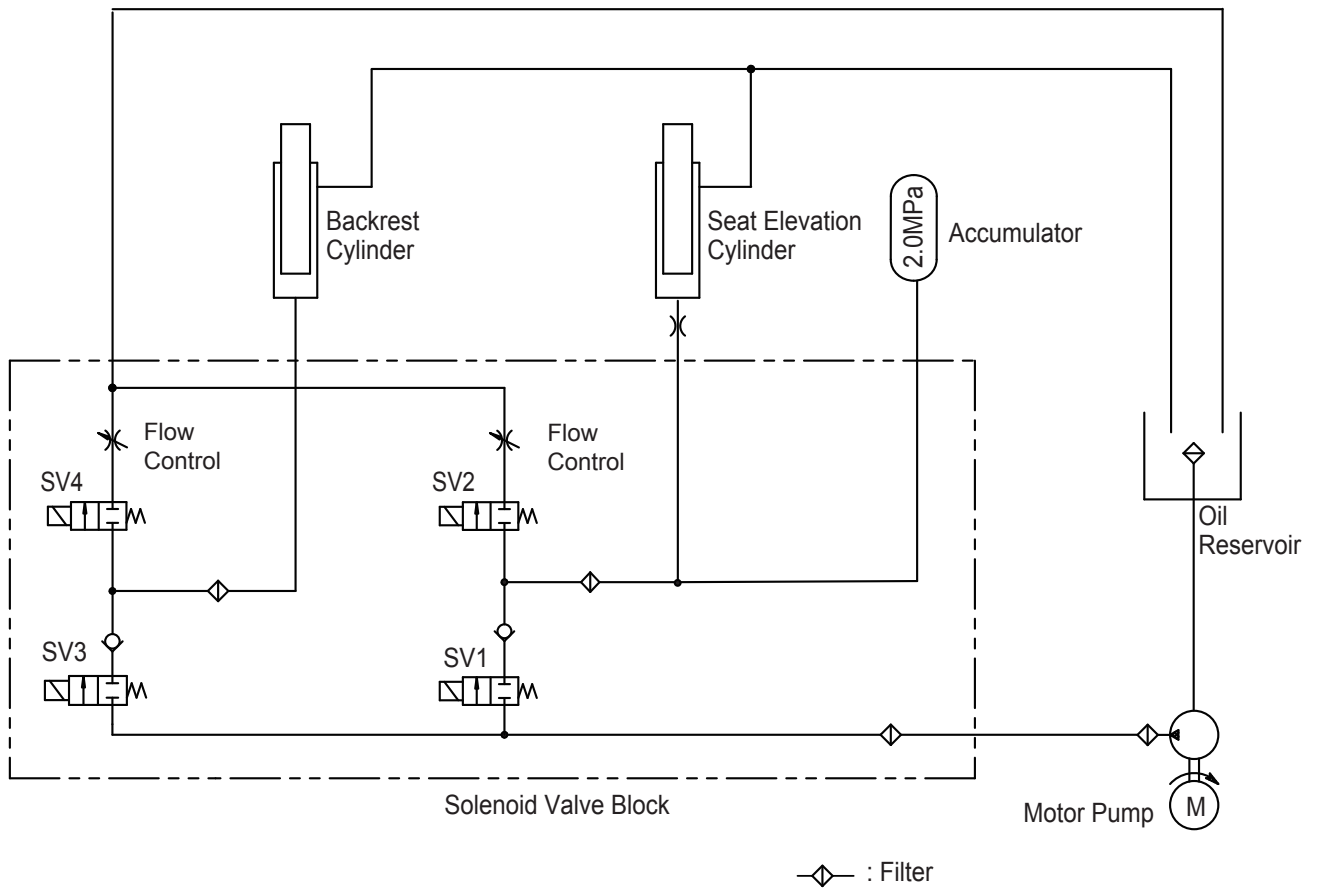 Backrest
Cylinder
Seat Elevation
Cylinder
2.0MPa
Accumulator
Flow
Control
Flow
Control
SV4
SV2
Oil
Reservoir
SV3
SV1
Solenoid Valve Block
Motor Pump
M
: Filter